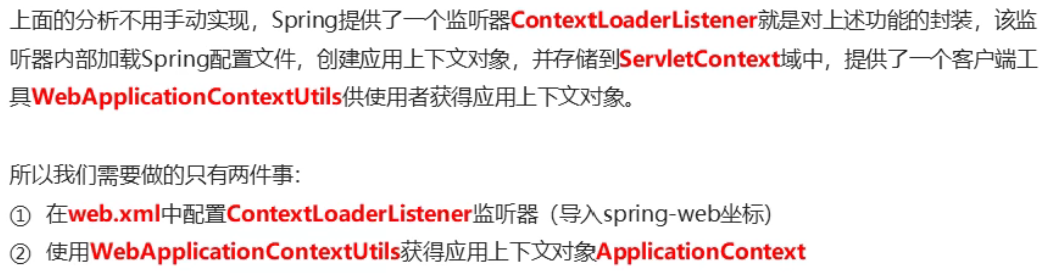 上面的分析不用手动实现，Spring提供了一个监听器ContextLoaderListener就是对上述功能的封装，该监
听器内部加载Spring配置文件，创建应用上下文对象，并存储到ServletContext域中，提供了一个客户端工
具WebApplicationContextUtils供使用者获得应用上下文对象。
所以我们需要做的只有两件事：
① 在web.xml中配置ContextLoaderListener监听器（导入spring-web坐标）
② 使用WebApplicationContextUtils获得应用上下文对象ApplicationContext